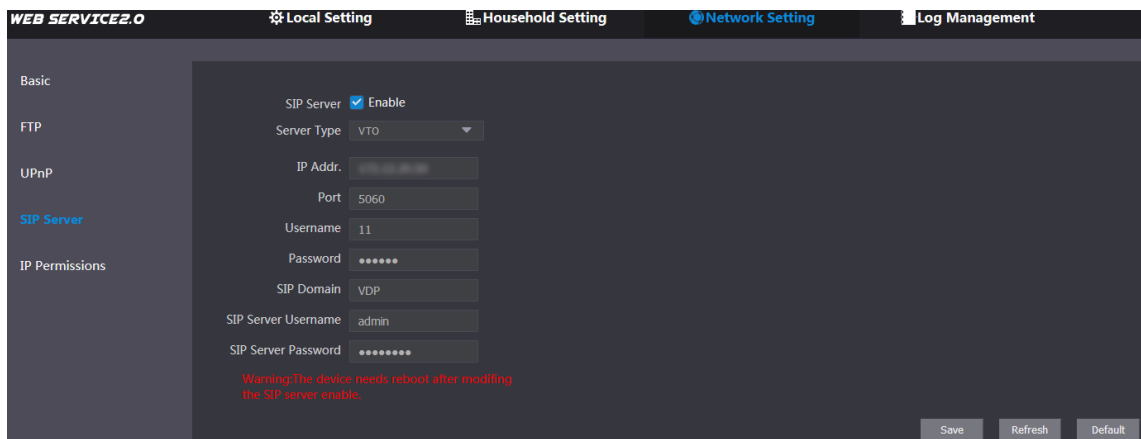 WEB SERVICE2.0 Local Setting Household Setting Network Setting Log Management
Basic
FTP
UPnP
SIP Server
IP Permissions
SIP Server Enable
Server Type VTO
IP Addr.
Port 5060
Username 11
Password ••••••
SIP Domain VDP
SIP Server Username admin
SIP Server Password ••••••••
Warning:The device needs reboot after modifing
the SIP server enable.
Save Refresh Default